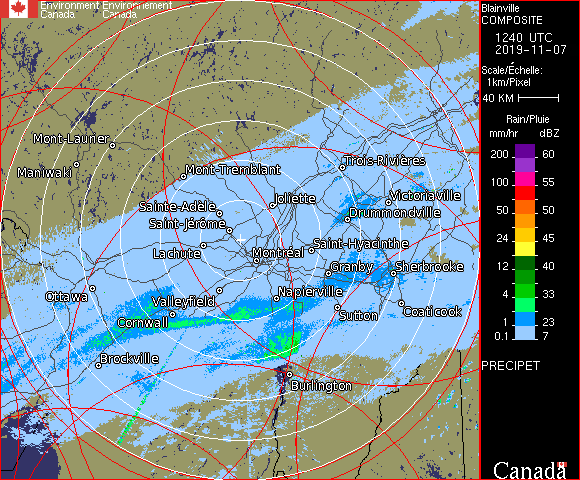 Environment Environnement
Canada Canada
Mont-Laurier
Maniwaki
Mont-Tremblant
Trois-Rivières
Sainte-Adèle
Joliette
Victoriaville
Saint-Jérôme
Drummondville
Lachute
Montréal
Saint-Hyacinthe
Granby
Sherbrooke
Ottawa
Valleyfield
Napierville
Cornwall
Sutton
Coaticook
Brockville
Burlington
Blainville
COMPOSITE
1240 UTC
2019-11-07
Scale/Échelle:
1km/Pixel
40 KM
Rain/Pluie
mm/hr dBZ
200 60
100 55
50 50
24 45
12 40
4 33
1 23
0.1 7
PRECIPET
Canada